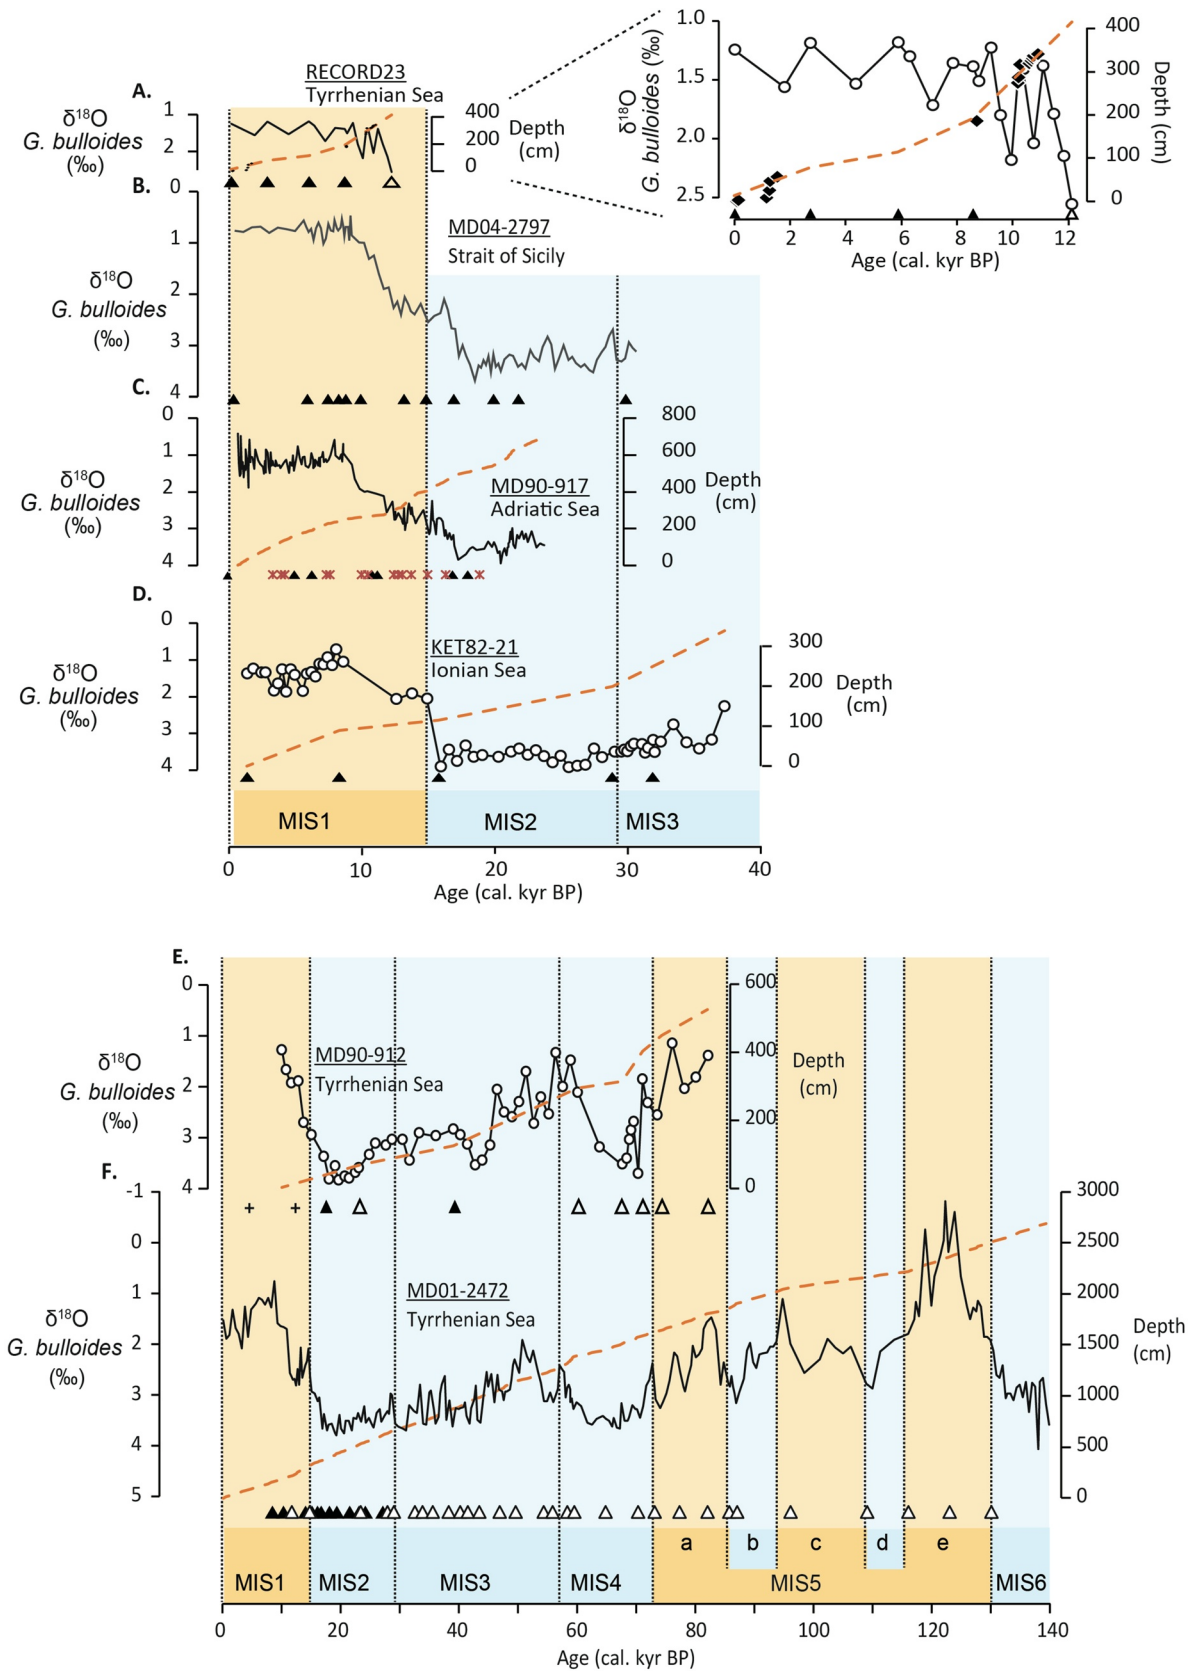 A.
RECORD23
Tyrrhenian Sea
δ18O
G. bulloides
(‰)
1
2
400
200
0
Depth
(cm)
δ18O
G. bulloides (‰)
1.0
1.5
2.0
2.5
400
300
200
100
0
Depth (cm)
0 2 4 6 8 10 12
Age (cal. kyr BP)
B.
0
1
2
3
4
δ18O
G. bulloides
(‰)
MD04-2797
Strait of Sicily
C.
0
1
2
3
4
δ18O
G. bulloides
(‰)
MD90-917
Adriatic Sea
800
600
400
200
0
Depth
(cm)
D.
0
1
2
3
4
δ18O
G. bulloides
(‰)
KET82-21
Ionian Sea
300
200
100
0
Depth
(cm)
MIS1 MIS2 MIS3
0 10 20 30 40
Age (cal. kyr BP)
E.
0
1
2
3
4
δ18O
G. bulloides
(‰)
MD90-912
Tyrrhenian Sea
600
400
200
0
Depth
(cm)
F.
-1
0
1
2
3
4
5
δ18O
G. bulloides
(‰)
MD01-2472
Tyrrhenian Sea
3000
2500
2000
1500
1000
500
0
Depth
(cm)
a b c d e
MIS1 MIS2 MIS3 MIS4 MIS5 MIS6
0 20 40 60 80 100 120 140
Age (cal. kyr BP)